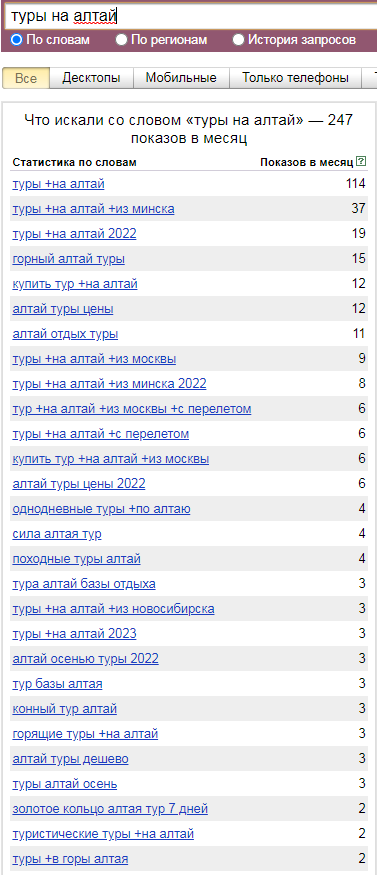 туры на алтай
По словам По регионам История запросов
Все Десктопы Мобильные Только телефоны
Что искали со словом «туры на алтай» — 247
показов в месяц
Статистика по словам Показов в месяц ?
туры +на алтай 114
туры +на алтай +из минска 37
туры +на алтай 2022 19
горный алтай туры 15
купить тур +на алтай 12
алтай туры цены 12
алтай отдых туры 11
туры +на алтай +из москвы 9
туры +на алтай +из минска 2022 8
тур +на алтай +из москвы +с перелетом 6
туры +на алтай +с перелетом 6
купить тур +на алтай +из москвы 6
алтай туры цены 2022 6
однодневные туры +по алтаю 4
сила алтая тур 4
походные туры алтай 4
тура алтай базы отдыха 3
туры +на алтай +из новосибирска 3
туры +на алтай 2023 3
алтай осенью туры 2022 3
тур базы алтая 3
конный тур алтай 3
горящие туры +на алтай 3
алтай туры дешево 3
туры алтай осень 3
золотое кольцо алтая тур 7 дней 2
туристические туры +на алтай 2
туры +в горы алтая 2